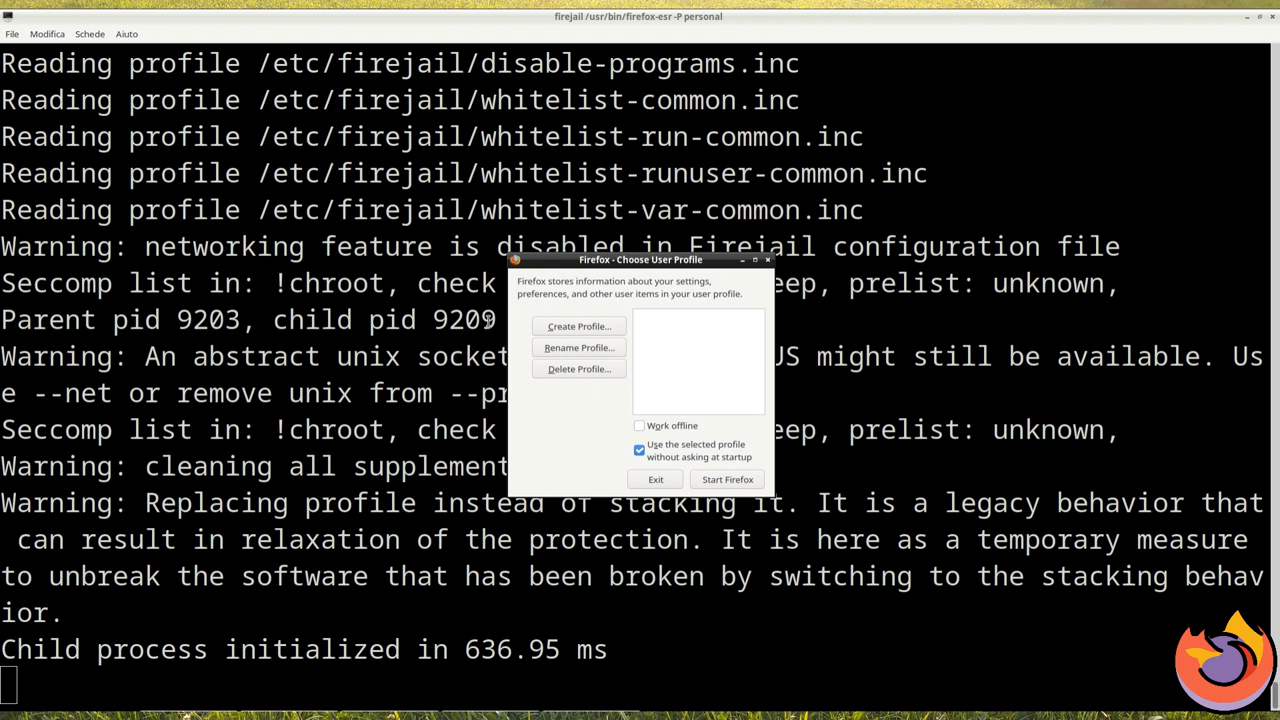 firejail /usr/bin/firefox-esr -P personal
File Modifica Schede Aiuto
Reading profile /etc/firejail/disable-programs.inc
Reading profile /etc/firejail/whitelist-common.inc
Reading profile /etc/firejail/whitelist-run-common.inc
Reading profile /etc/firejail/whitelist-runuser-common.inc
Reading profile /etc/firejail/whitelist-var-common.inc
Warning: networking feature is disabled in Firejail configuration file
Seccomp list in: !chroot, check eep, prelist: unknown,
Parent pid 9203, child pid 9209
Warning: An abstract unix socket US might still be available. Us
e --net or remove unix from --pr
Seccomp list in: !chroot, check eep, prelist: unknown,
Warning: cleaning all supplement
Warning: Replacing profile instead of stacking it. It is a legacy behavior that
can result in relaxation of the protection. It is here as a temporary measure
to unbreak the software that has been broken by switching to the stacking behav
ior.
Child process initialized in 636.95 ms
Firefox - Choose User Profile
Firefox stores information about your settings,
preferences, and other user items in your user profile.
Create Profile...
Rename Profile...
Delete Profile...
Work offline
Use the selected profile
without asking at startup
Exit Start Firefox